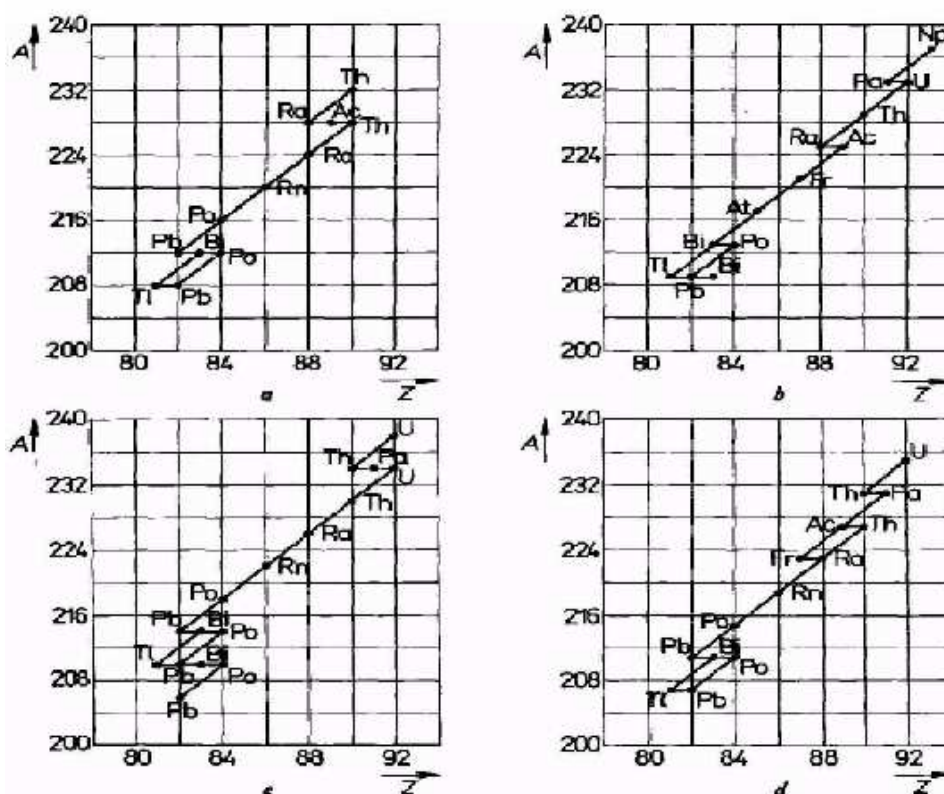 240
A
232
224
216
208
200
Th
Ra Ac
Th
Ra
Rn
Po
Pb Bi
Po
Tl Pb
80 84 88 92
Z
a
240
A
232
224
216
208
200
Np
Pa U
Th
Ra Ac
Fr
At
Bi Po
Tl Bi
Pb
80 84 88 92
Z
b
240
A
232
224
216
208
200
U
Th Pa
U
Th
Ra
Rn
Po
Pb Bi
Po
Tl Bi
Pb Po
Pb
80 84 88 92
Z
c
240
A
232
224
216
208
200
U
Th Pa
Ac Th
Fr Ra
Rn
Po
Pb Bi
Po
Tl Pb
80 84 88 92
Z
d